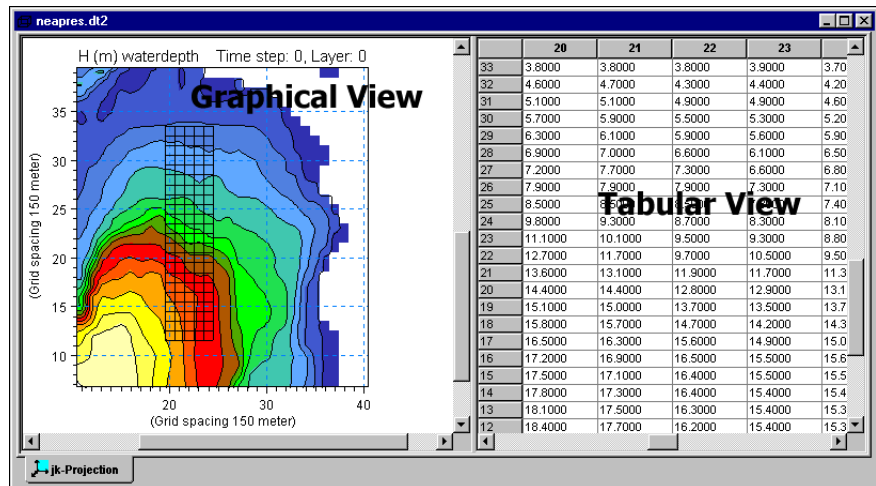 neapres.dt2
H (m) waterdepth Time step: 0, Layer: 0
Graphical View
(Grid spacing 150 meter)
35
30
25
20
15
10
20 30 40
(Grid spacing 150 meter)
20 21 22 23
33 3.8000 3.8000 3.8000 3.9000 3.70
32 4.6000 4.7000 4.3000 4.4000 4.20
31 5.1000 5.1000 4.9000 4.9000 4.60
30 5.7000 5.9000 5.5000 5.3000 5.20
29 6.3000 6.1000 5.9000 5.6000 5.90
28 6.9000 7.0000 6.6000 6.1000 6.50
27 7.2000 7.7000 7.3000 6.6000 6.80
26 7.9000 7.9000 7.9000 7.3000 7.10
Tabular View
25 8.5000 7.40
24 9.8000 9.3000 8.7000 8.3000 8.10
23 11.1000 10.1000 9.5000 9.3000 8.80
22 12.7000 11.7000 9.7000 10.5000 9.50
21 13.6000 13.1000 11.9000 11.7000 11.3
20 14.4000 14.4000 12.8000 12.9000 13.1
19 15.1000 15.0000 13.7000 13.5000 13.7
18 15.8000 15.7000 14.7000 14.2000 14.3
17 16.5000 16.3000 15.6000 14.9000 15.0
16 17.2000 16.9000 16.5000 15.5000 15.6
15 17.5000 17.1000 16.4000 15.5000 15.5
14 17.8000 17.3000 16.4000 15.4000 15.4
13 18.1000 17.5000 16.3000 15.4000 15.3
12 18.4000 17.7000 16.2000 15.4000 15.3
jk-Projection